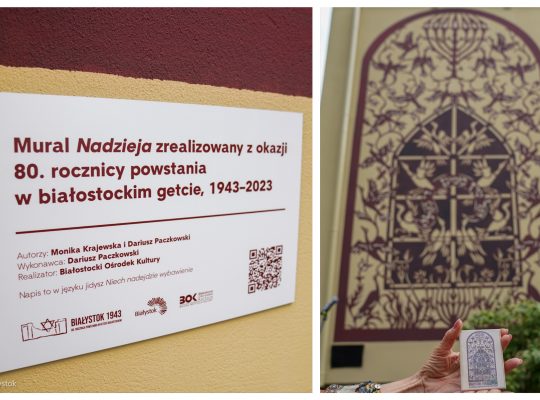 Mural Nadzieja zrealizowany z okazji
80. rocznicy powstania
w białostockim getcie, 1943–2023
Autorzy: Monika Krajewska i Dariusz Paczkowski
Wykonawca: Dariusz Paczkowski
Realizator: Białostocki Ośrodek Kultury
Napis to w języku jidysz Niech nadejdzie wybawienie
BIAŁYSTOK 1943
Białystok
BOK